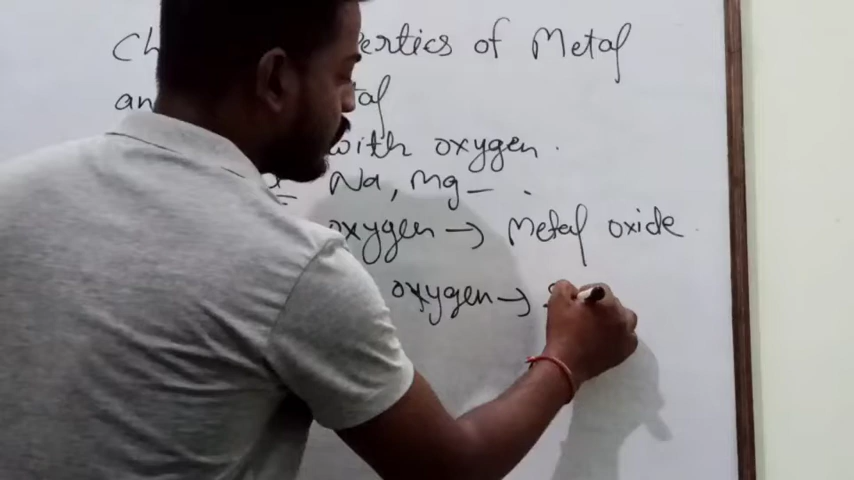 Ch erties of Metal
an tal
with oxygen.
Na, Mg
oxygen → Metal oxide
oxygen →